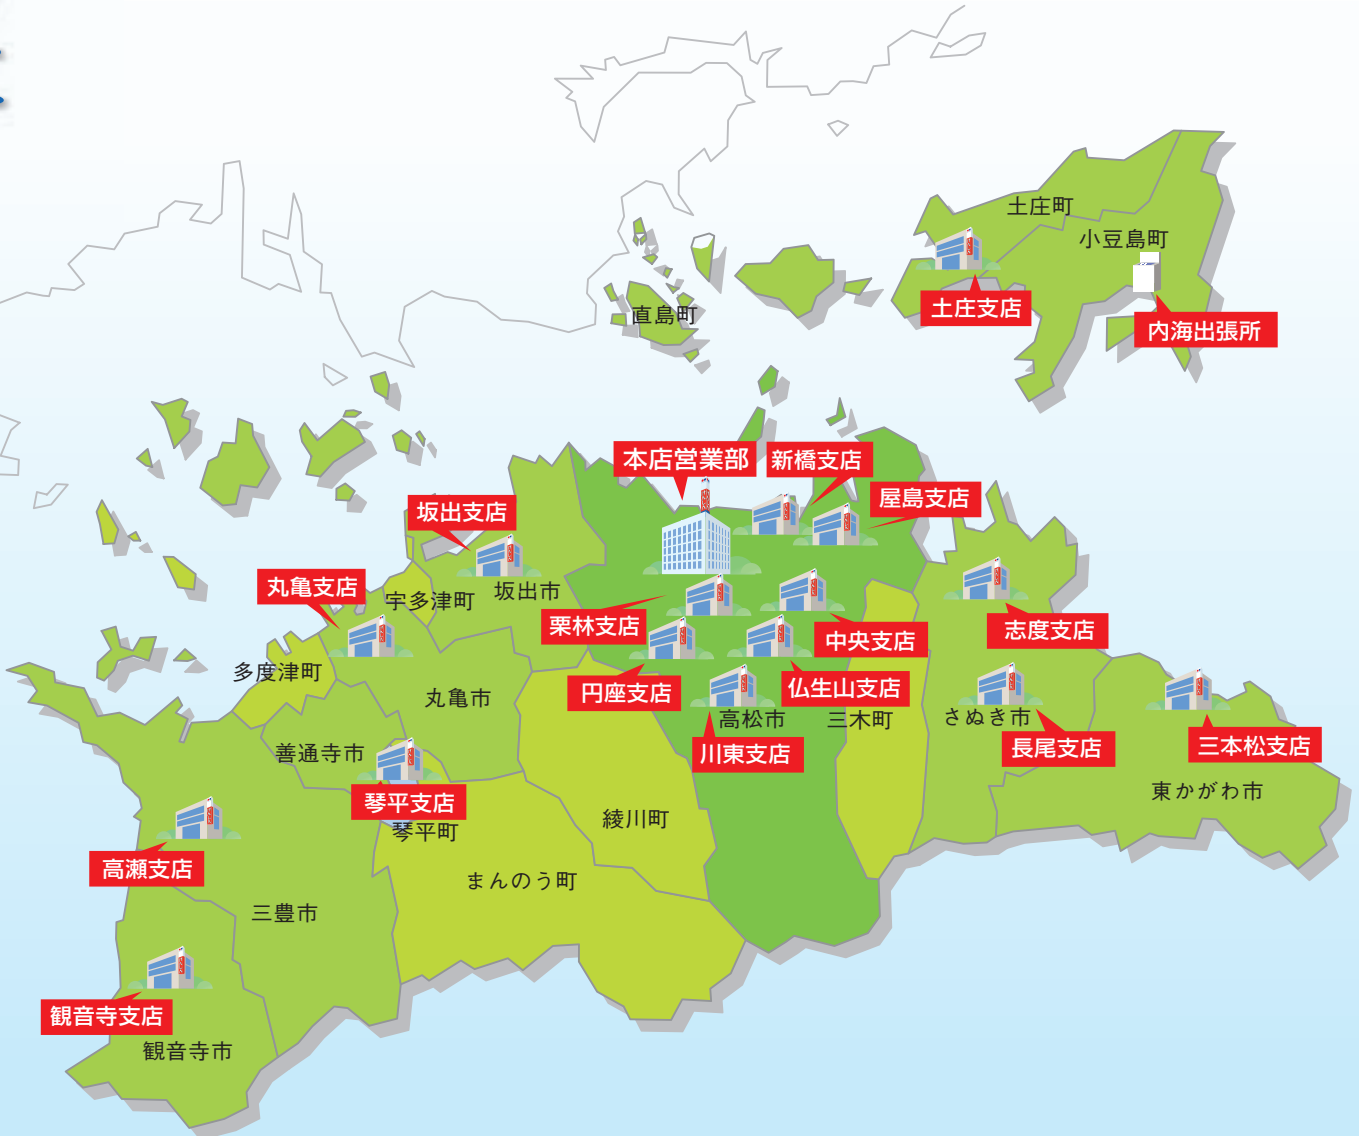 土庄町
小豆島町
土庄支店
直島町
内海出張所
本店営業部
新橋支店
屋島支店
坂出支店
丸亀支店
宇多津町
坂出市
栗林支店
中央支店
志度支店
多度津町
円座支店
仏生山支店
丸亀市
高松市
三木町
さぬき市
善通寺市
川東支店
長尾支店
三本松支店
琴平支店
東かがわ市
琴平町
綾川町
高瀬支店
まんのう町
三豊市
観音寺支店
観音寺市